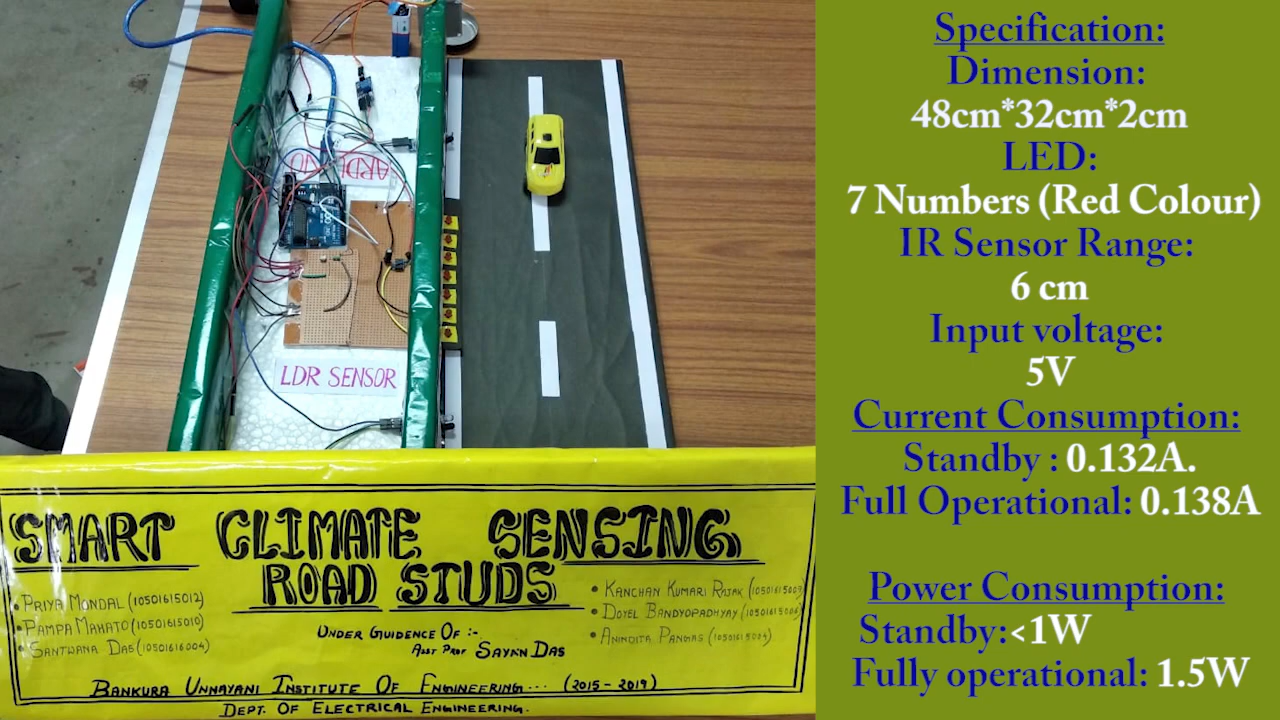 ARDUINO
LDR SENSOR
SMART CLIMATE SENSING
ROAD STUDS
• PRIYA MONDAL (10501615012)
• PAMPA MAHATO (10501615010)
• SANTWANA DAS (10501616004)
• KANCHAN KUMARI RAJAK (10501615009)
• DOYEL BANDYOPADHYAY (10501615006)
• ANINDITA PANGAS (10501615004)
UNDER GUIDENCE OF :-
ASST PROF SAYAN DAS
BANKURA UNNAYANI INSTITUTE OF ENGINEERING... (2015-2019)
DEPT. OF ELECTRICAL ENGINEERING.
Specification:
Dimension:
48cm*32cm*2cm
LED:
7 Numbers (Red Colour)
IR Sensor Range:
6 cm
Input voltage:
5V
Current Consumption:
Standby : 0.132A.
Full Operational: 0.138A
Power Consumption:
Standby:<1W
Fully operational: 1.5W